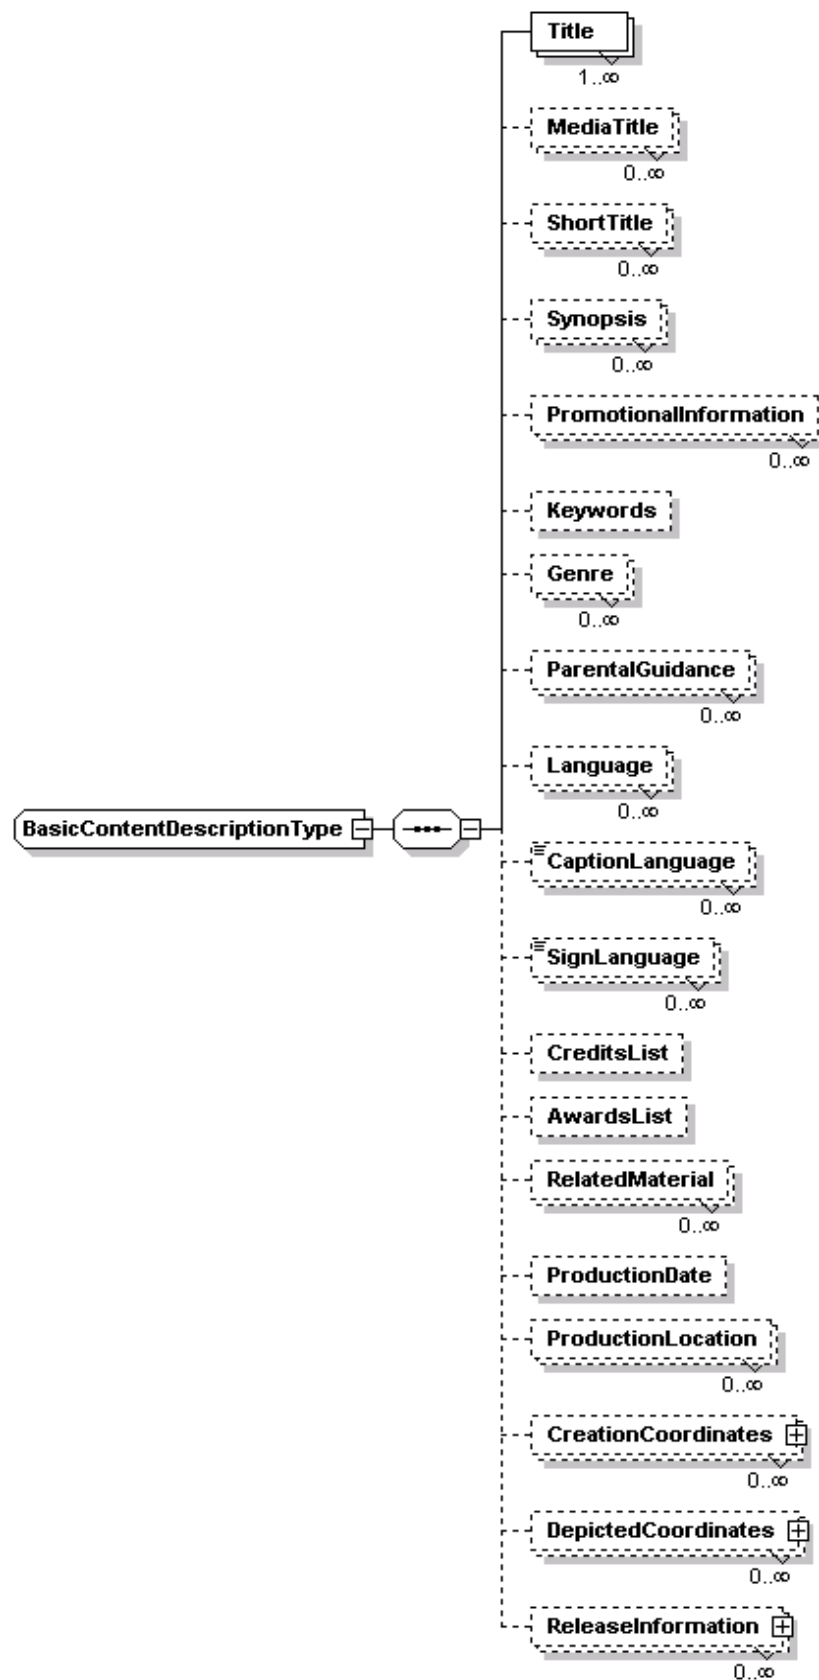 Title
1..∞
MediaTitle
0..∞
ShortTitle
0..∞
Synopsis
0..∞
PromotionalInformation
0..∞
Keywords
Genre
0..∞
ParentalGuidance
0..∞
Language
0..∞
BasicContentDescriptionType
CaptionLanguage
0..∞
SignLanguage
0..∞
CreditsList
AwardsList
RelatedMaterial
0..∞
ProductionDate
ProductionLocation
0..∞
CreationCoordinates
0..∞
DepictedCoordinates
0..∞
ReleaseInformation
0..∞